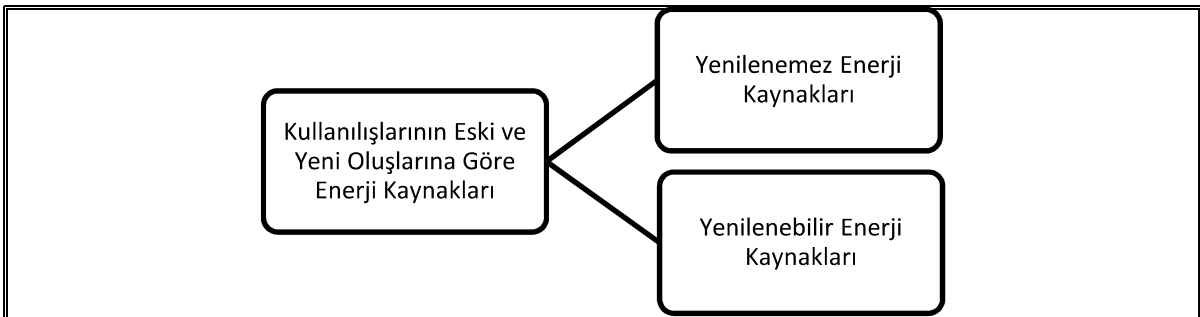 Kullanılışlarının Eski ve
Yeni Oluşlarına Göre
Enerji Kaynakları
Yenilenemez Enerji
Kaynakları
Yenilenebilir Enerji
Kaynakları